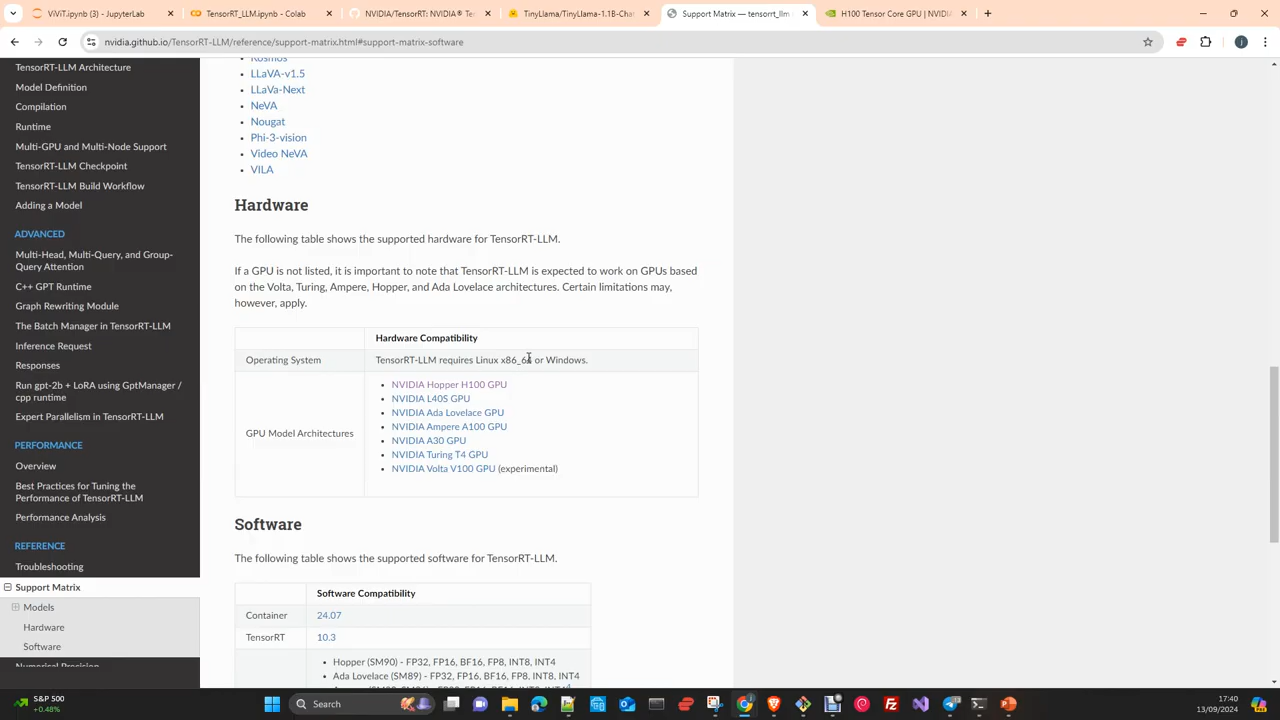 ViViT.ipynb (5) - JupyterLab
TensorRT_LLM.ipynb - Colab
NVIDIA/TensorRT: NVIDIA®
TinyLlama/TinyLlama-1.1B-Chat
Support Matrix — tensorrt_llm
H100 Tensor Core GPU | NVIDIA
nvidia.github.io/TensorRT-LLM/reference/support-matrix.html#support-matrix-software
TensorRT-LLM Architecture
Model Definition
Compilation
Runtime
Multi-GPU and Multi-Node Support
TensorRT-LLM Checkpoint
TensorRT-LLM Build Workflow
Adding a Model
ADVANCED
Multi-Head, Multi-Query, and Group-
Query Attention
C++ GPT Runtime
Graph Rewriting Module
The Batch Manager in TensorRT-LLM
Inference Request
Responses
Run gpt-2b + LoRA using GptManager /
cpp runtime
Expert Parallelism in TensorRT-LLM
PERFORMANCE
Overview
Best Practices for Tuning the
Performance of TensorRT-LLM
Performance Analysis
REFERENCE
Troubleshooting
Support Matrix
Models
Hardware
Software
Numerical Precision
Kosmos
LLaVA-v1.5
LLaVa-Next
NeVA
Nougat
Phi-3-vision
Video NeVA
VILA
Hardware
The following table shows the supported hardware for TensorRT-LLM.
If a GPU is not listed, it is important to note that TensorRT-LLM is expected to work on GPUs based
on the Volta, Turing, Ampere, Hopper, and Ada Lovelace architectures. Certain limitations may,
however, apply.
Hardware Compatibility
Operating System
TensorRT-LLM requires Linux x86_64 or Windows.
GPU Model Architectures
NVIDIA Hopper H100 GPU
NVIDIA L40S GPU
NVIDIA Ada Lovelace GPU
NVIDIA Ampere A100 GPU
NVIDIA A30 GPU
NVIDIA Turing T4 GPU
NVIDIA Volta V100 GPU (experimental)
Software
The following table shows the supported software for TensorRT-LLM.
Software Compatibility
Container
24.07
TensorRT
10.3
Hopper (SM90) - FP32, FP16, BF16, FP8, INT8, INT4
Ada Lovelace (SM89) - FP32, FP16, BF16, FP8, INT8, INT4
S&P 500
+0.48%
Search
17:40
13/09/2024